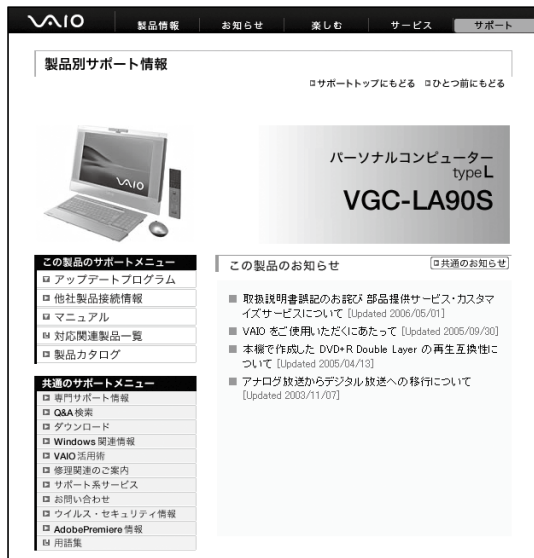 VAIO 製品情報 お知らせ 楽しむ サービス サポート
製品別サポート情報
サポートトップにもどる ひとつ前にもどる
VAIO
パーソナルコンピューター
typeL
VGC-LA90S
この製品のサポートメニュー
アップデートプログラム
他社製品接続情報
マニュアル
対応関連製品一覧
製品カタログ
共通のサポートメニュー
専門サポート情報
Q&A 検索
ダウンロード
Windows 関連情報
VAIO 活用術
修理関連のご案内
サポート系サービス
お問い合わせ
ウイルス・セキュリティ情報
AdobePremiere 情報
用語集
この製品のお知らせ 共通のお知らせ
取扱説明書誤記のお詫び 部品提供サービス・カスタマ
イズサービスについて [Updated 2006/05/01]
VAIO をご使用いただくにあたって [Updated 2005/09/30]
本機で作成した DVD+R Double Layer の再生互換性に
ついて [Updated 2005/04/13]
アナログ放送からデジタル放送への移行について
[Updated 2003/11/07]